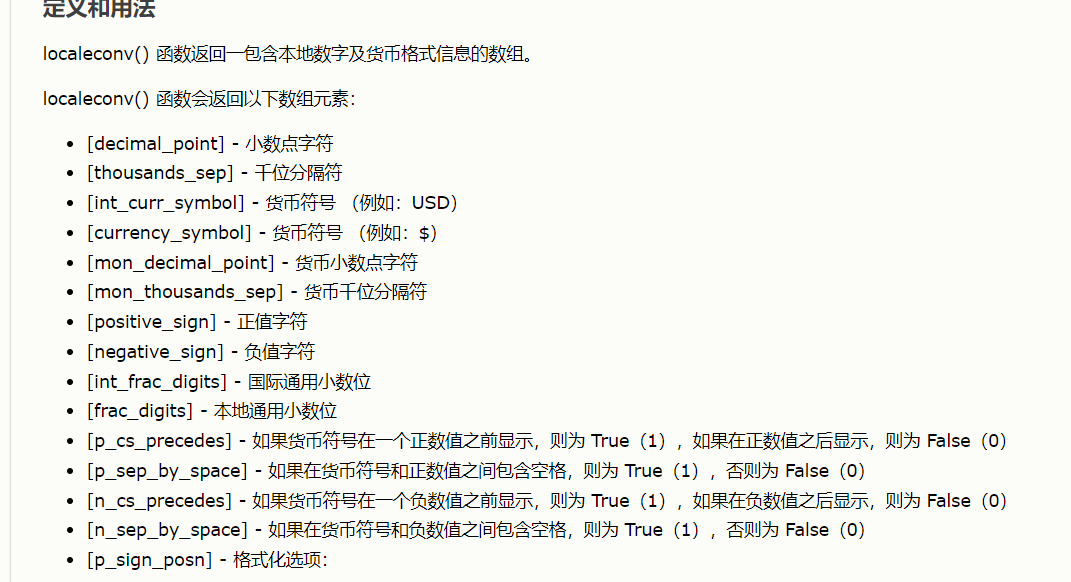 定义和用法
localeconv() 函数返回一包含本地数字及货币格式信息的数组。
localeconv() 函数会返回以下数组元素：
• [decimal_point] - 小数点字符
• [thousands_sep] - 千位分隔符
• [int_curr_symbol] - 货币符号 （例如：USD）
• [currency_symbol] - 货币符号 （例如：$）
• [mon_decimal_point] - 货币小数点字符
• [mon_thousands_sep] - 货币千位分隔符
• [positive_sign] - 正值字符
• [negative_sign] - 负值字符
• [int_frac_digits] - 国际通用小数位
• [frac_digits] - 本地通用小数位
• [p_cs_precedes] - 如果货币符号在一个正数值之前显示，则为 True（1），如果在正数值之后显示，则为 False（0）
• [p_sep_by_space] - 如果在货币符号和正数值之间包含空格，则为 True（1），否则为 False（0）
• [n_cs_precedes] - 如果货币符号在一个负数值之前显示，则为 True（1），如果在负数值之后显示，则为 False（0）
• [n_sep_by_space] - 如果在货币符号和负数值之间包含空格，则为 True（1），否则为 False（0）
• [p_sign_posn] - 格式化选项：